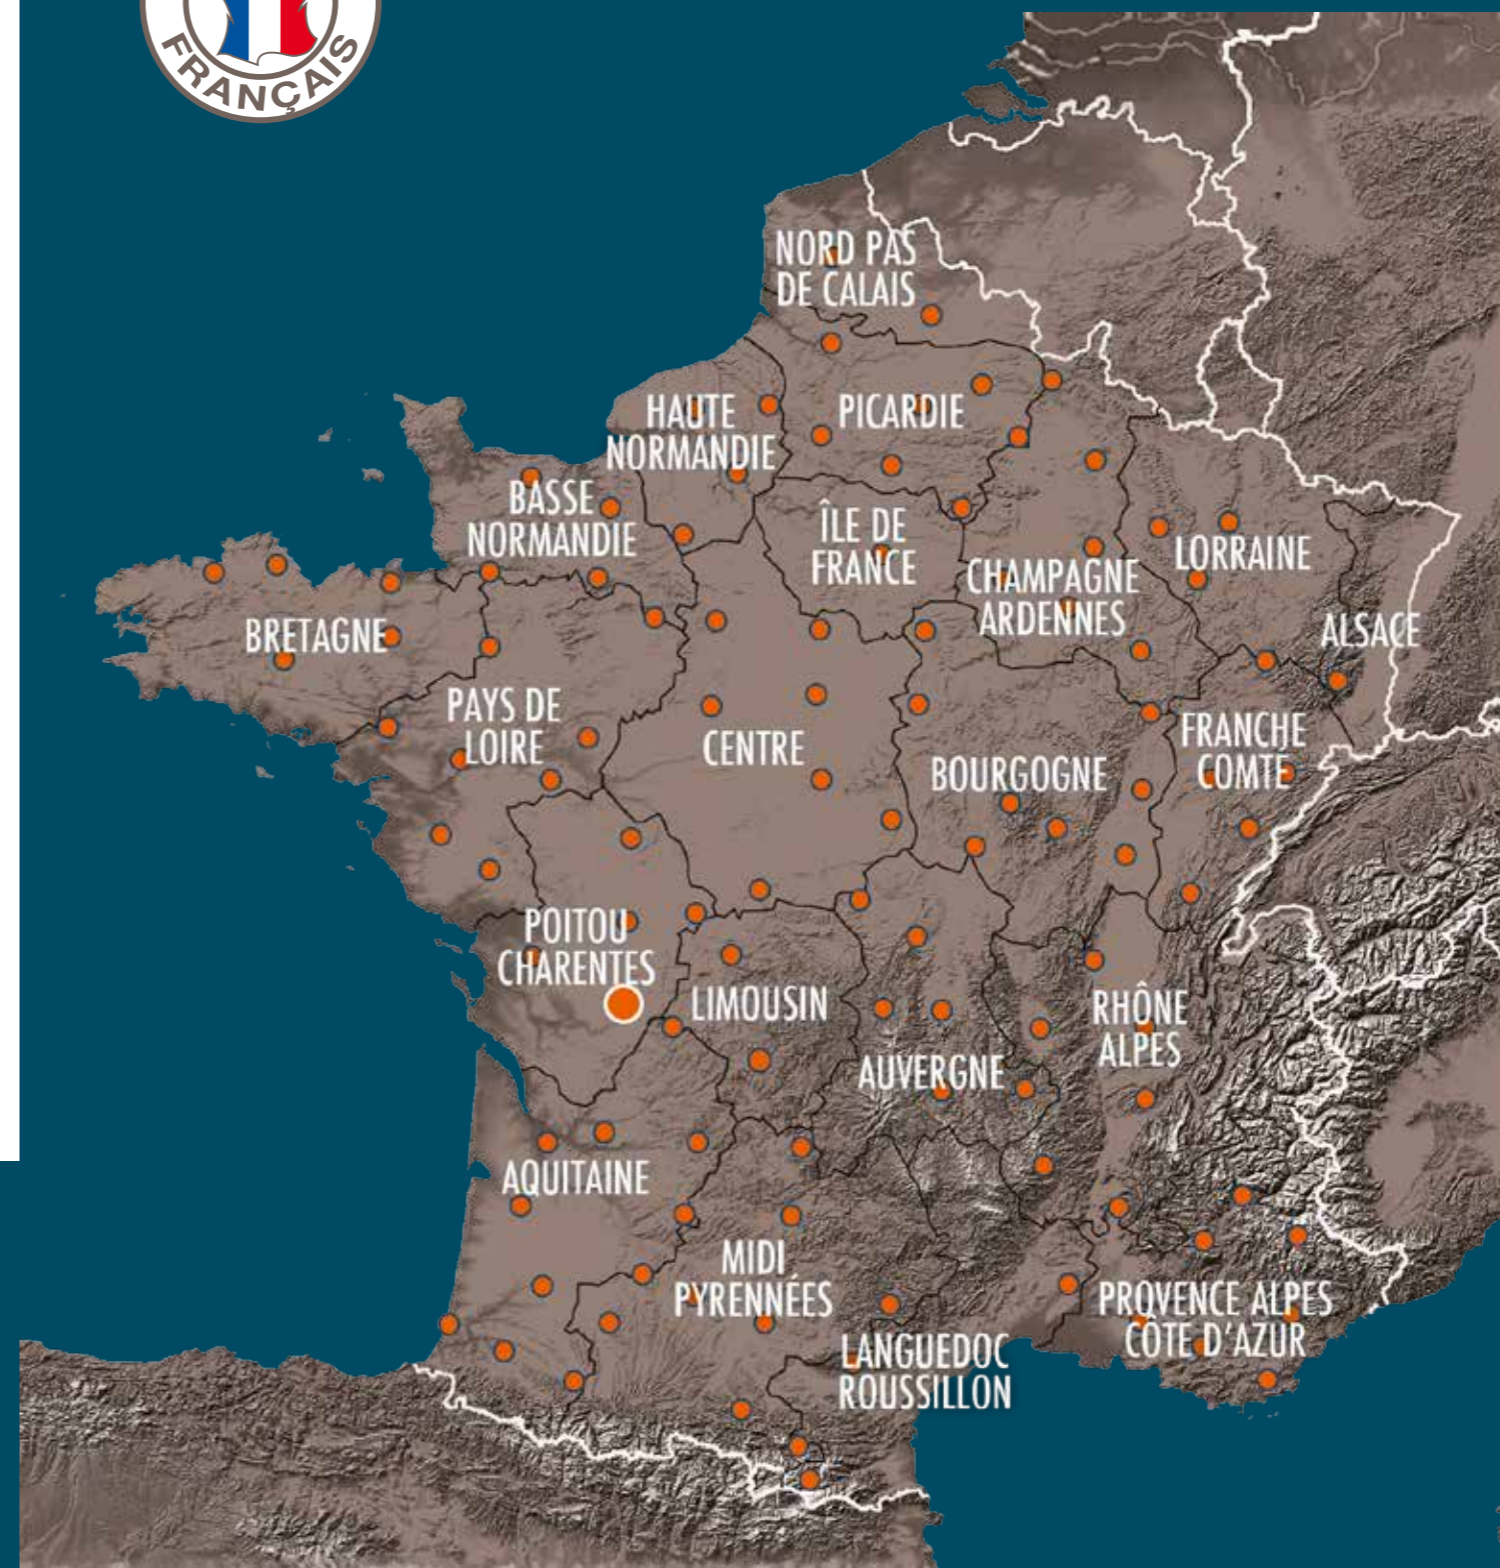 FRANÇAIS
NORD PAS
DE CALAIS
HAUTE
NORMANDIE
PICARDIE
BASSE
NORMANDIE
ÎLE DE
FRANCE
CHAMPAGNE
ARDENNES
LORRAINE
ALSACE
BRETAGNE
PAYS DE
LOIRE
CENTRE
BOURGOGNE
FRANCHE
COMTÉ
POITOU
CHARENTES
LIMOUSIN
RHÔNE
ALPES
AUVERGNE
AQUITAINE
MIDI
PYRENNÉES
PROVENCE ALPES
CÔTE D'AZUR
LANGUEDOC
ROUSSILLON